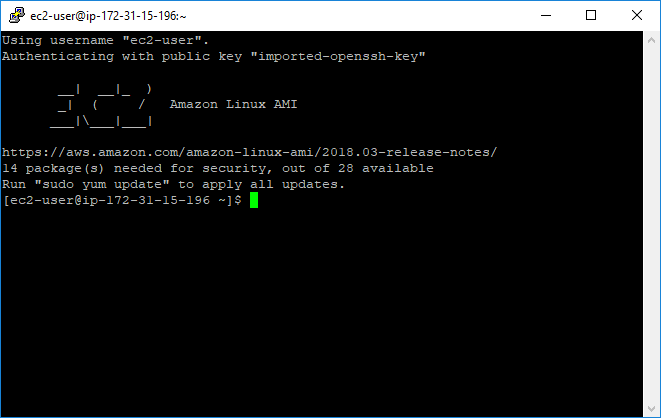 ec2-user@ip-172-31-15-196:~
Using username "ec2-user".
Authenticating with public key "imported-openssh-key"
       __|  __|_  )
       _|  (     /   Amazon Linux AMI
      ___|\___|___|
https://aws.amazon.com/amazon-linux-ami/2018.03-release-notes/
14 package(s) needed for security, out of 28 available
Run "sudo yum update" to apply all updates.
[ec2-user@ip-172-31-15-196 ~]$